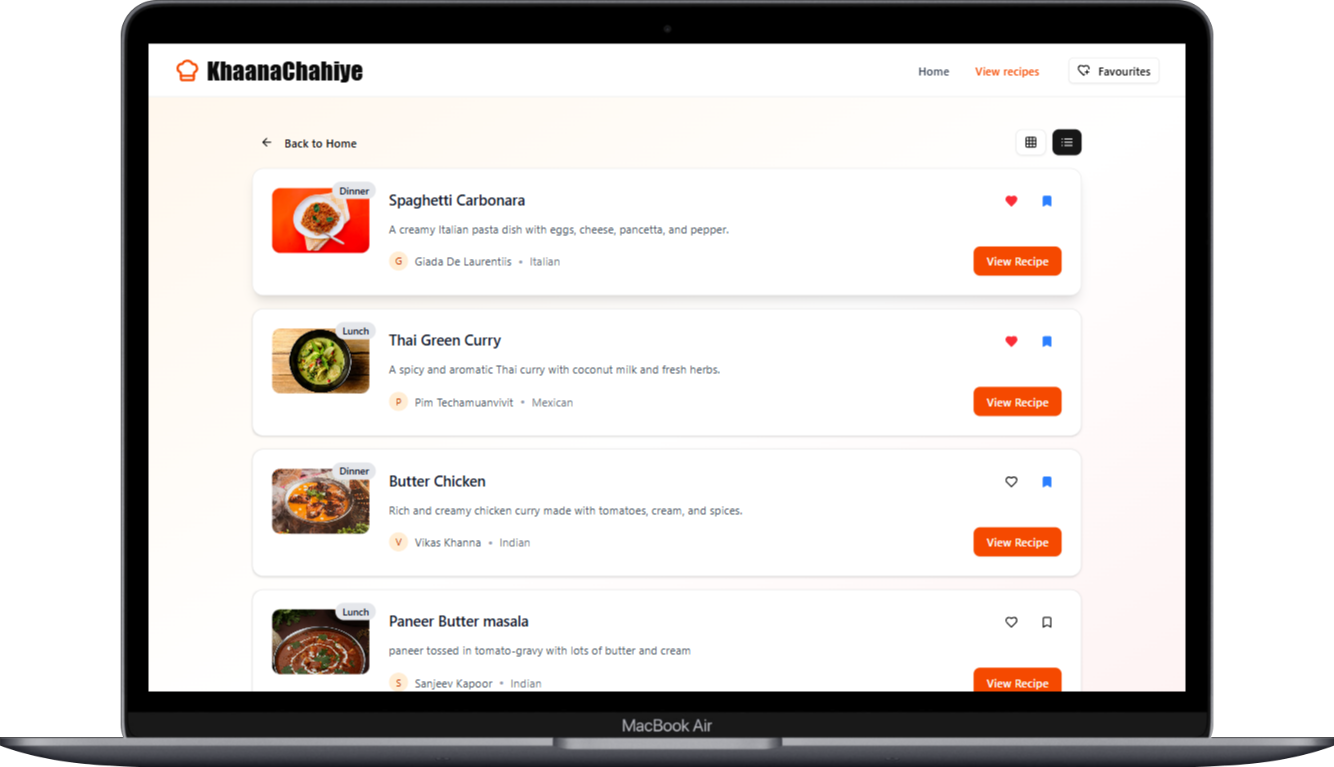 KhaanaChahiye
Home View recipes Favourites
Back to Home
Dinner
Spaghetti Carbonara
A creamy Italian pasta dish with eggs, cheese, pancetta, and pepper.
G Giada De Laurentiis • Italian
View Recipe
Lunch
Thai Green Curry
A spicy and aromatic Thai curry with coconut milk and fresh herbs.
P Pim Techamuanvivit • Mexican
View Recipe
Dinner
Butter Chicken
Rich and creamy chicken curry made with tomatoes, cream, and spices.
V Vikas Khanna • Indian
View Recipe
Lunch
Paneer Butter masala
paneer tossed in tomato-gravy with lots of butter and cream
S Sanjeev Kapoor • Indian
View Recipe
MacBook Air